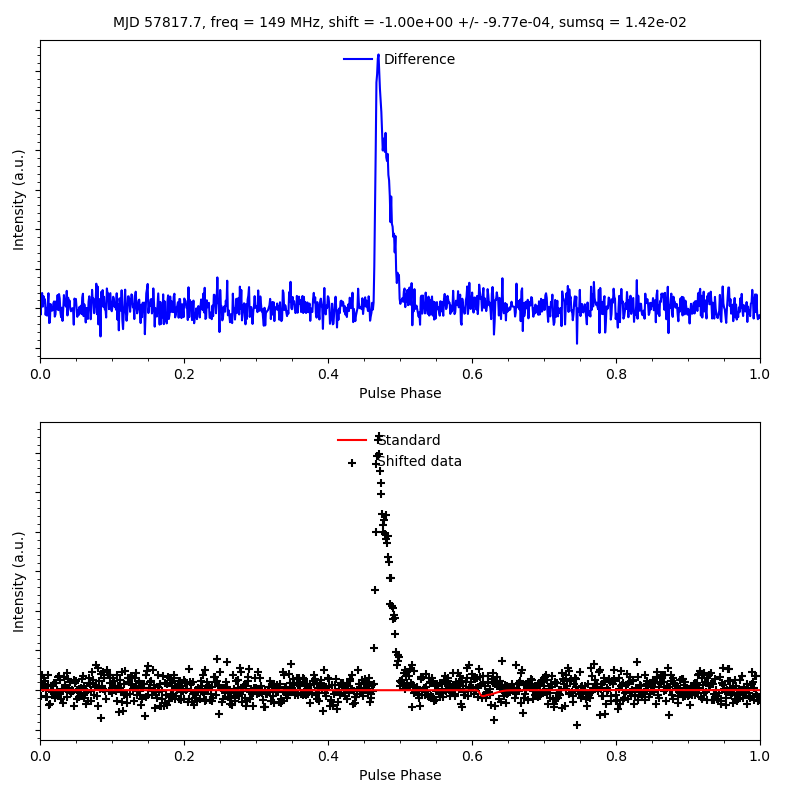 MJD 57817.7, freq = 149 MHz, shift = -1.00e+00 +/- -9.77e-04, sumsq = 1.42e-02
Difference
Intensity (a.u.)
0.0 0.2 0.4 0.6 0.8 1.0
Pulse Phase
Standard
Shifted data
Intensity (a.u.)
0.0 0.2 0.4 0.6 0.8 1.0
Pulse Phase